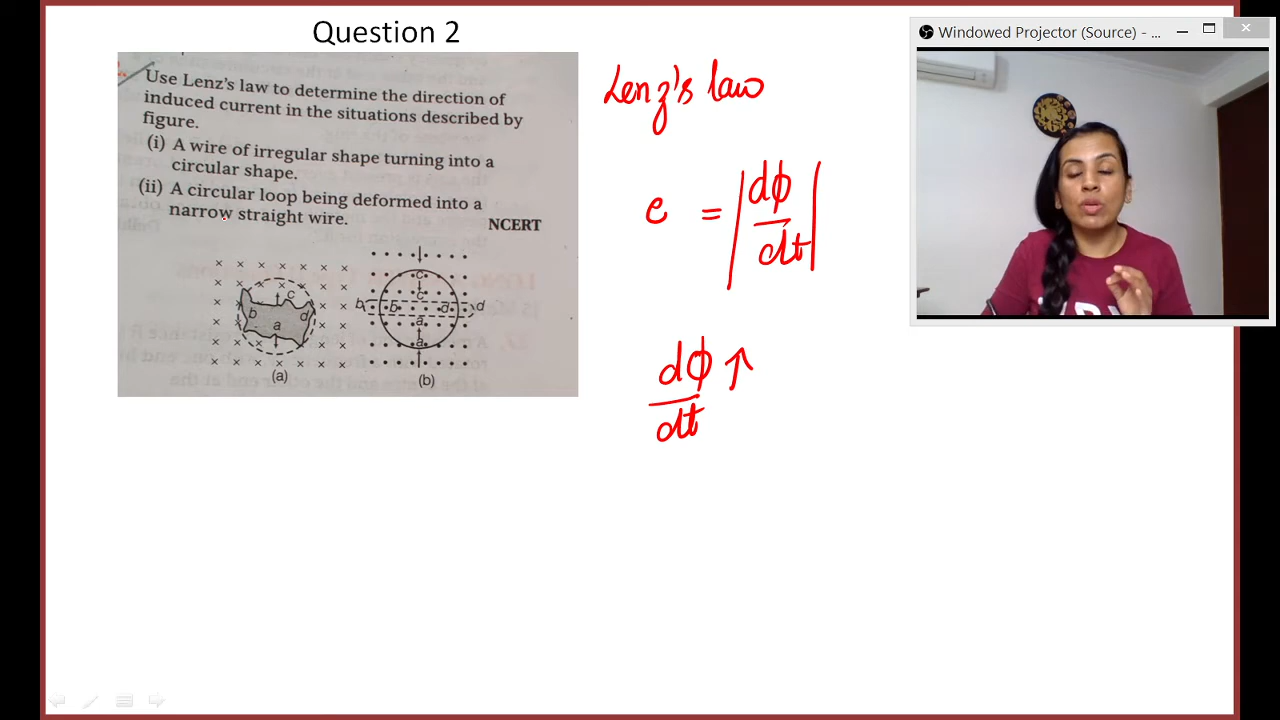 Question 2
Use Lenz's law to determine the direction of
induced current in the situations described by
figure.
(i) A wire of irregular shape turning into a
circular shape.
(ii) A circular loop being deformed into a
narrow straight wire.
NCERT
c
b
d
a
(a)
c
c
b
b
d
d
a
a
(b)
Lenz's law
e = |dϕ/dt|
dϕ/dt ↑
Windowed Projector (Source) - ...